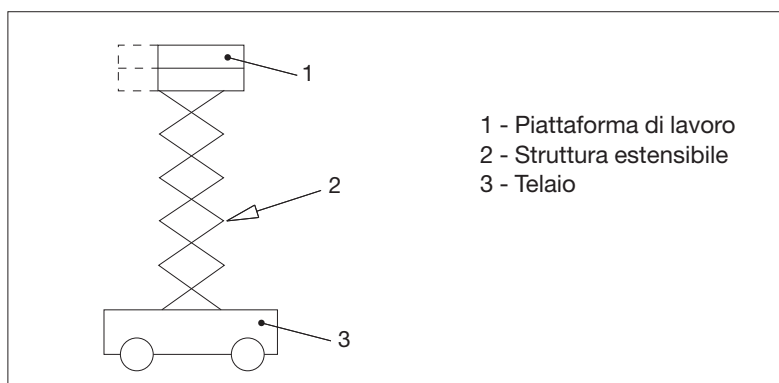 1
2
3
1 - Piattaforma di lavoro
2 - Struttura estensibile
3 - Telaio